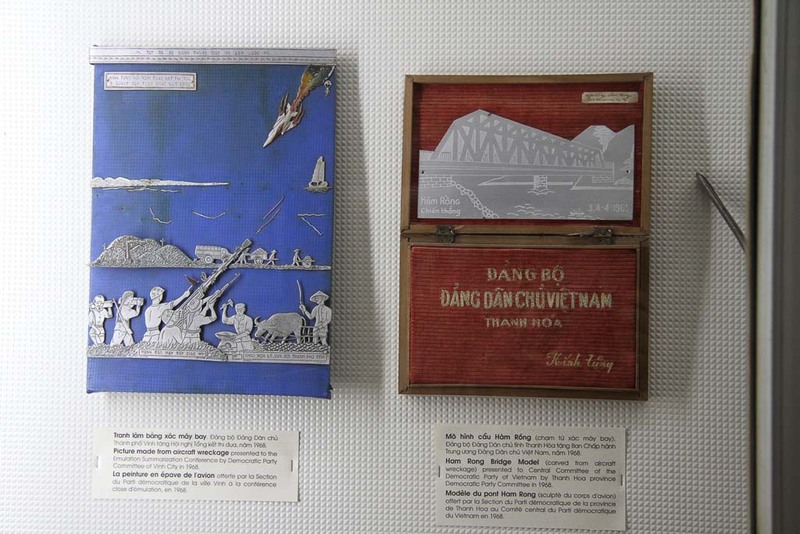 hàm Rồng
Chiến thắng
3.4-4-1965
ĐẢNG BỘ
ĐẢNG DÂN CHỦ VIỆT NAM
THANH HÓA
Kính tặng
Tranh làm bằng xác máy bay. Đảng bộ Đảng Dân chủ
Thành phố Vinh tặng Hội nghị Tổng kết thi đua, năm 1968.
Picture made from aircraft wreckage presented to the
Emulation Summarization Conference by Democratic Party
Committee of Vinh City in 1968.
La peinture en épave de l'avion offerte par la Section
du Parti démocratique de la ville Vinh à la conférence
close d'émulation, en 1968.
Mô hình cầu Hàm Rồng (chạm từ xác máy bay).
Đảng bộ Đảng Dân chủ tỉnh Thanh Hóa tặng Ban Chấp hành
Trung ương Đảng Dân chủ Việt Nam, năm 1968.
Ham Rong Bridge Model (carved from aircraft
wreckage) presented to Central Committee of the
Democratic Party of Vietnam by Thanh Hoa province
Democratic Party Committee in 1968.
Modèle du pont Ham Rong (sculpté du corps d'avion)
offert par la Section du Parti démocratique de la province
de Thanh Hoa au Comité central du Parti démocratique
du Vietnam en 1968.